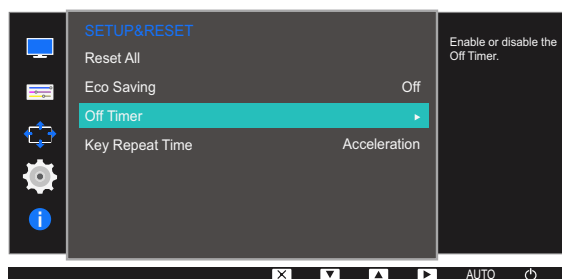 SETUP&RESET
Reset All
Eco Saving Off
Off Timer
Key Repeat Time Acceleration
Enable or disable the
Off Timer.
AUTO